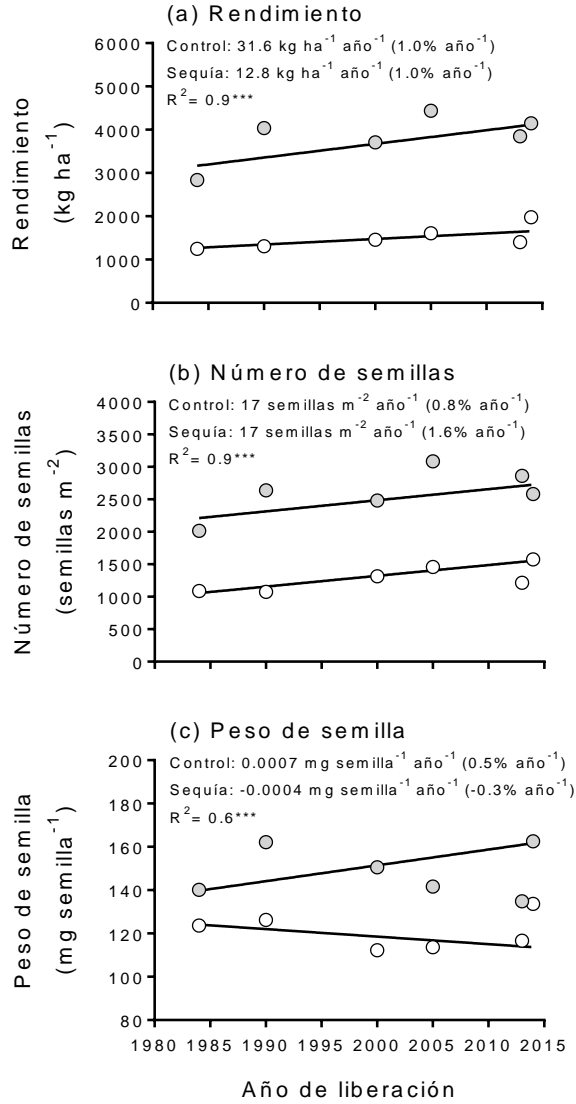 (a) Rendimiento
Control: 31.6 kg ha⁻¹ año⁻¹ (1.0% año⁻¹)
Sequía: 12.8 kg ha⁻¹ año⁻¹ (1.0% año⁻¹)
R²= 0.9***
Rendimiento
(kg ha⁻¹)
6000
5000
4000
3000
2000
1000
0
(b) Número de semillas
Control: 17 semillas m⁻² año⁻¹ (0.8% año⁻¹)
Sequía: 17 semillas m⁻² año⁻¹ (1.6% año⁻¹)
R²= 0.9***
Número de semillas
(semillas m⁻²)
4000
3500
3000
2500
2000
1500
1000
500
0
(c) Peso de semilla
Control: 0.0007 mg semilla⁻¹ año⁻¹ (0.5% año⁻¹)
Sequía: -0.0004 mg semilla⁻¹ año⁻¹ (-0.3% año⁻¹)
R²= 0.6***
Peso de semilla
(mg semilla⁻¹)
200
180
160
140
120
100
80
1980 1985 1990 1995 2000 2005 2010 2015
Año de liberación